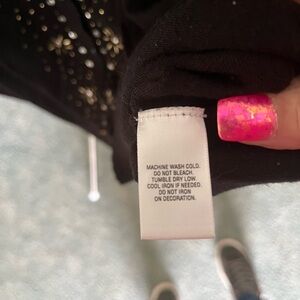 MACHINE WASH COLD.
DO NOT BLEACH.
TUMBLE DRY LOW.
COOL IRON IF NEEDED.
DO NOT IRON
ON DECORATION.